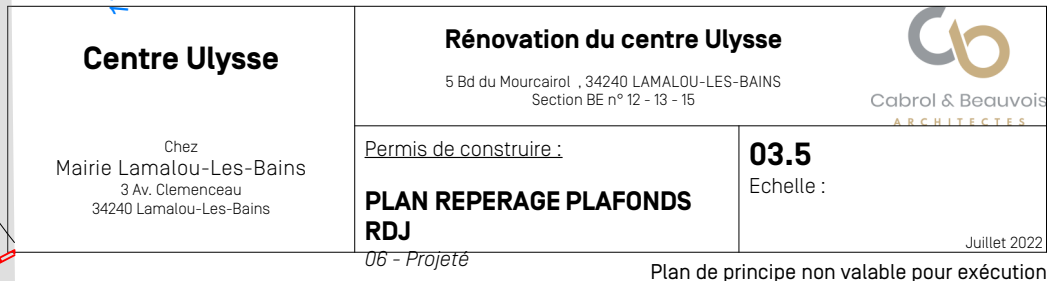 Centre Ulysse
Chez
Mairie Lamalou-Les-Bains
3 Av. Clemenceau
34240 Lamalou-Les-Bains
Rénovation du centre Ulysse
5 Bd du Mourcairol , 34240 LAMALOU-LES-BAINS
Section BE n° 12 - 13 - 15
Cb
Cabrol & Beauvois
ARCHITECTES
Permis de construire :
PLAN REPERAGE PLAFONDS
RDJ
06 - Projeté
03.5
Echelle :
Juillet 2022
Plan de principe non valable pour exécution